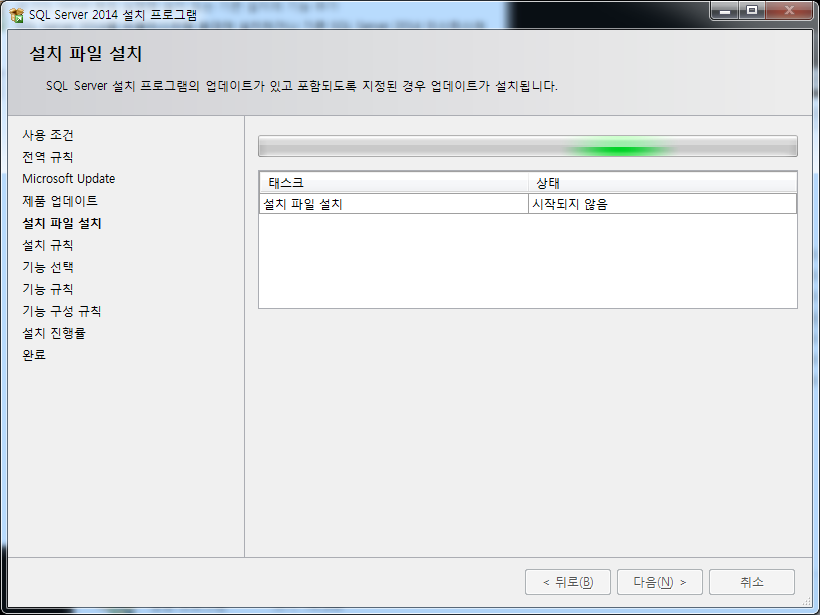 SQL Server 2014 설치 프로그램
설치 파일 설치
SQL Server 설치 프로그램의 업데이트가 있고 포함되도록 지정된 경우 업데이트가 설치됩니다.
사용 조건
전역 규칙
Microsoft Update
제품 업데이트
설치 파일 설치
설치 규칙
기능 선택
기능 규칙
기능 구성 규칙
설치 진행률
완료
태스크 상태
설치 파일 설치 시작되지 않음
< 뒤로(B) 다음(N) > 취소